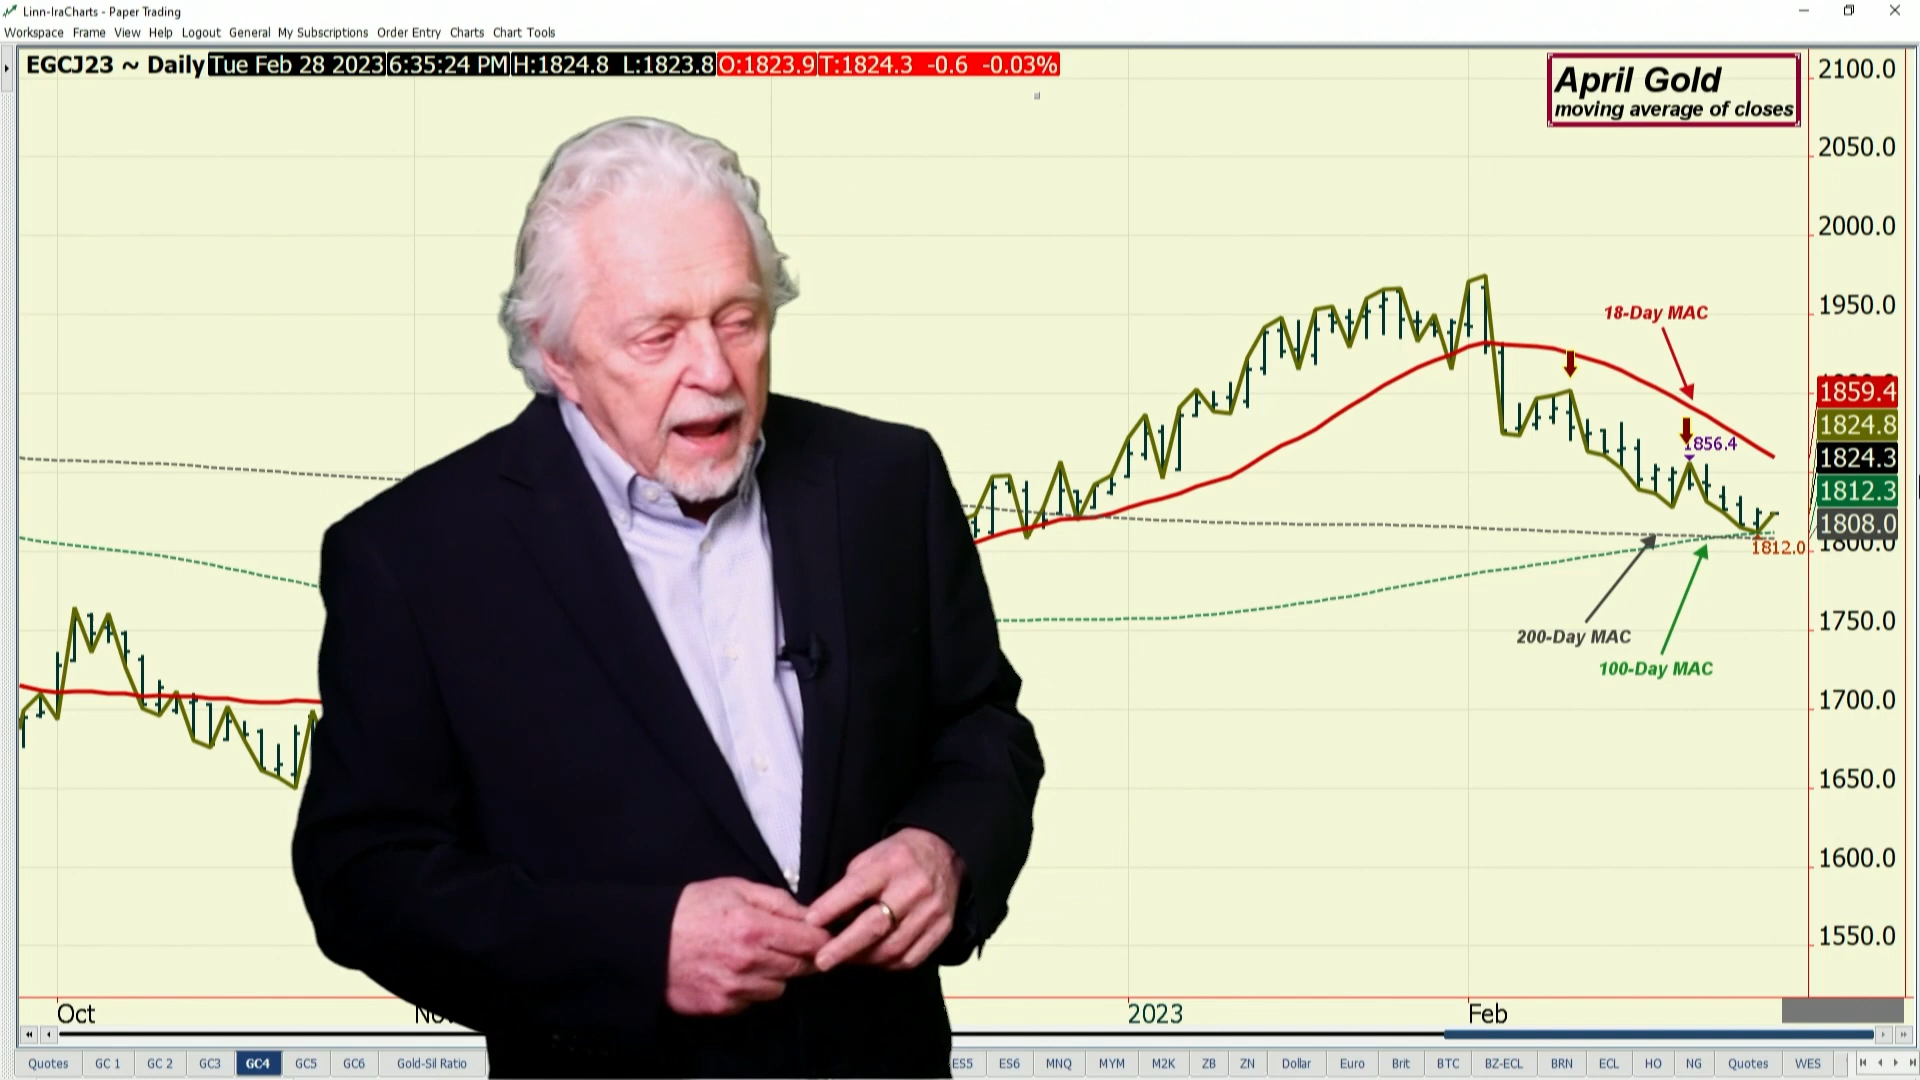 Linn-IraCharts - Paper Trading
Workspace Frame View Help Logout General My Subscriptions Order Entry Charts Chart Tools
EGCJ23 ~ Daily Tue Feb 28 2023 6:35:24 PM H:1824.8 L:1823.8 O:1823.9 T:1824.3 -0.6 -0.03%
April Gold
moving average of closes
2100.0
2050.0
2000.0
1950.0
18-Day MAC
1859.4
1824.8
1856.4
1824.3
1812.3
1808.0
1800.0
1812.0
1750.0
200-Day MAC
100-Day MAC
1700.0
1650.0
1600.0
1550.0
Oct 2023 Feb
Quotes GC 1 GC 2 GC3 GC4 GC5 GC6 Gold-Sil Ratio ES5 ES6 MNQ MYM M2K ZB ZN Dollar Euro Brit BTC BZ-ECL BRN ECL HO NG Quotes WES